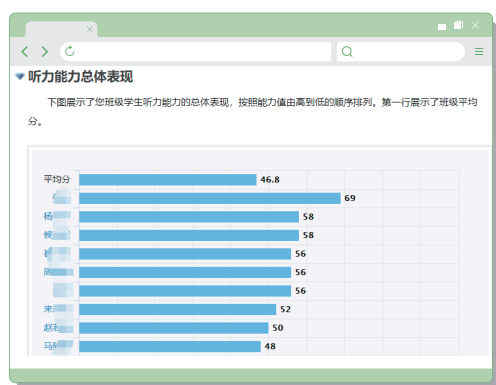 听力能力总体表现
下图展示了您班级学生听力能力的总体表现，按照能力值由高到低的顺序排列。第一行展示了班级平均
分。
平均分 46.8
69
杨 58
58
56
周 56
56
来 52
赵 50
马 48